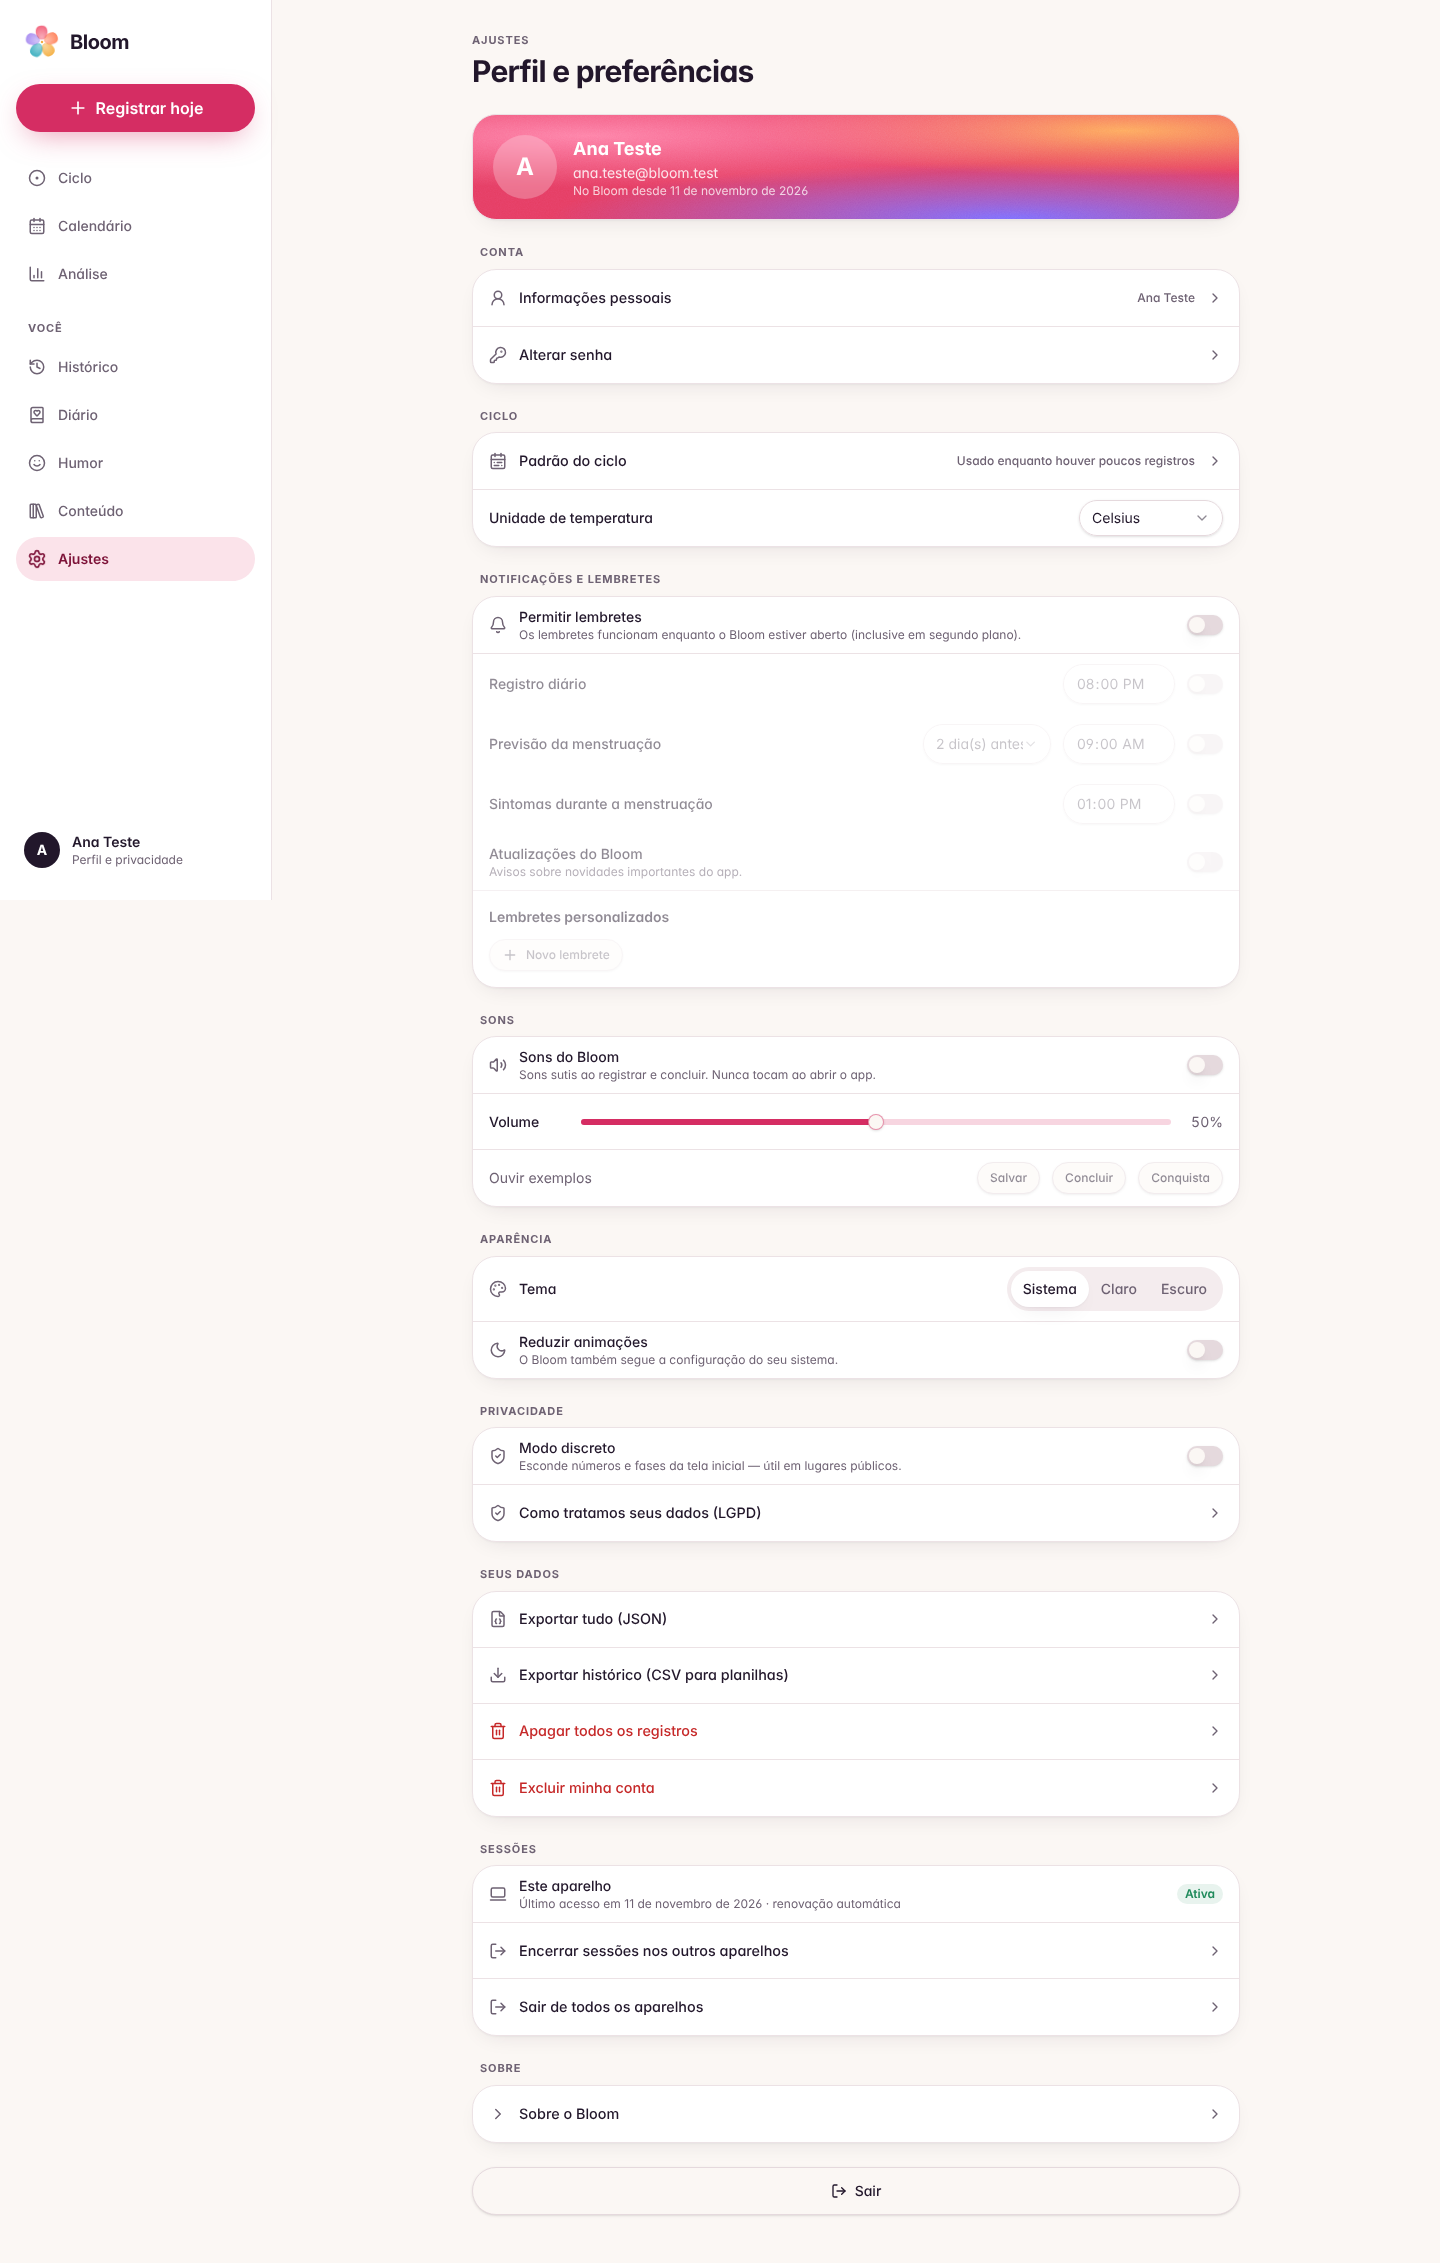 Bloom
Registrar hoje
Ciclo
Calendário
Análise
VOCÊ
Histórico
Diário
Humor
Conteúdo
Ajustes
A
Ana Teste
Perfil e privacidade
AJUSTES
Perfil e preferências
A
Ana Teste
ana.teste@bloom.test
No Bloom desde 11 de novembro de 2026
CONTA
Informações pessoais Ana Teste
Alterar senha
CICLO
Padrão do ciclo Usado enquanto houver poucos registros
Unidade de temperatura Celsius
NOTIFICAÇÕES E LEMBRETES
Permitir lembretes
Os lembretes funcionam enquanto o Bloom estiver aberto (inclusive em segundo plano).
Registro diário 08:00 PM
Previsão da menstruação 2 dia(s) antes 09:00 AM
Sintomas durante a menstruação 01:00 PM
Atualizações do Bloom
Avisos sobre novidades importantes do app.
Lembretes personalizados
Novo lembrete
SONS
Sons do Bloom
Sons sutis ao registrar e concluir. Nunca tocam ao abrir o app.
Volume 50%
Ouvir exemplos Salvar Concluir Conquista
APARÊNCIA
Tema Sistema Claro Escuro
Reduzir animações
O Bloom também segue a configuração do seu sistema.
PRIVACIDADE
Modo discreto
Esconde números e fases da tela inicial — útil em lugares públicos.
Como tratamos seus dados (LGPD)
SEUS DADOS
Exportar tudo (JSON)
Exportar histórico (CSV para planilhas)
Apagar todos os registros
Excluir minha conta
SESSÕES
Este aparelho
Último acesso em 11 de novembro de 2026 · renovação automática
Ativa
Encerrar sessões nos outros aparelhos
Sair de todos os aparelhos
SOBRE
Sobre o Bloom
Sair